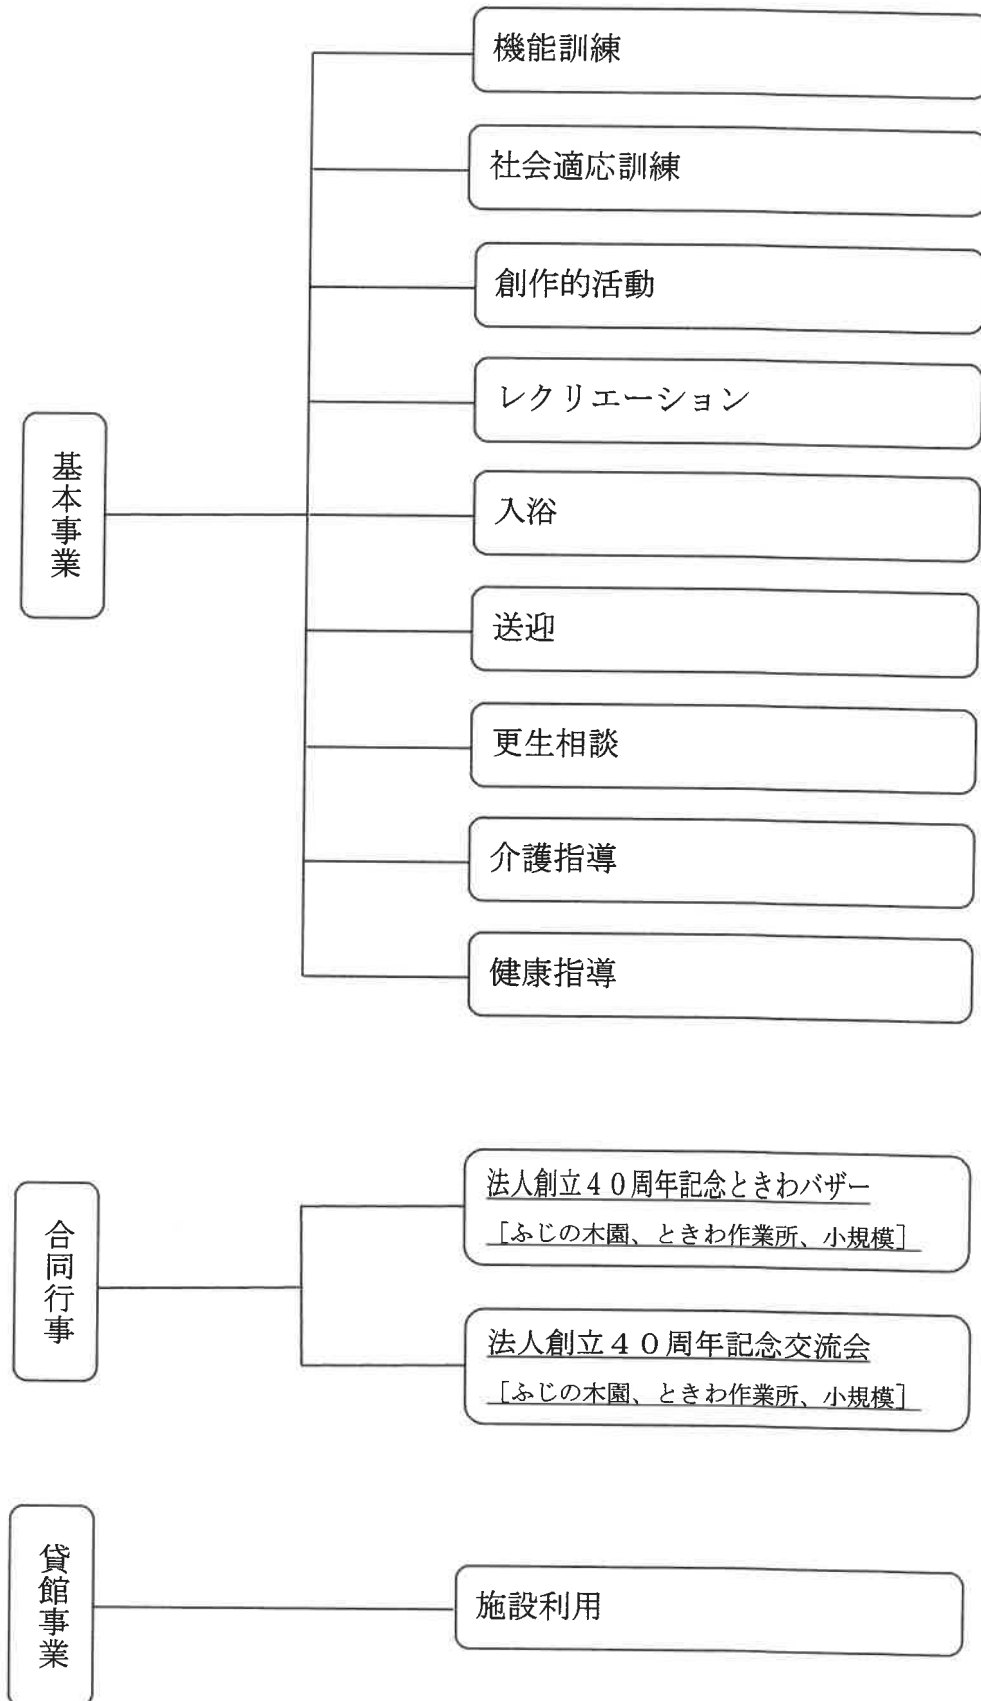 基本事業
機能訓練
社会適応訓練
創作的活動
レクリエーション
入浴
送迎
更生相談
介護指導
健康指導
合同行事
法人創立40周年記念ときわバザー
[ふじの木園、ときわ作業所、小規模]
法人創立40周年記念交流会
[ふじの木園、ときわ作業所、小規模]
貸館事業
施設利用